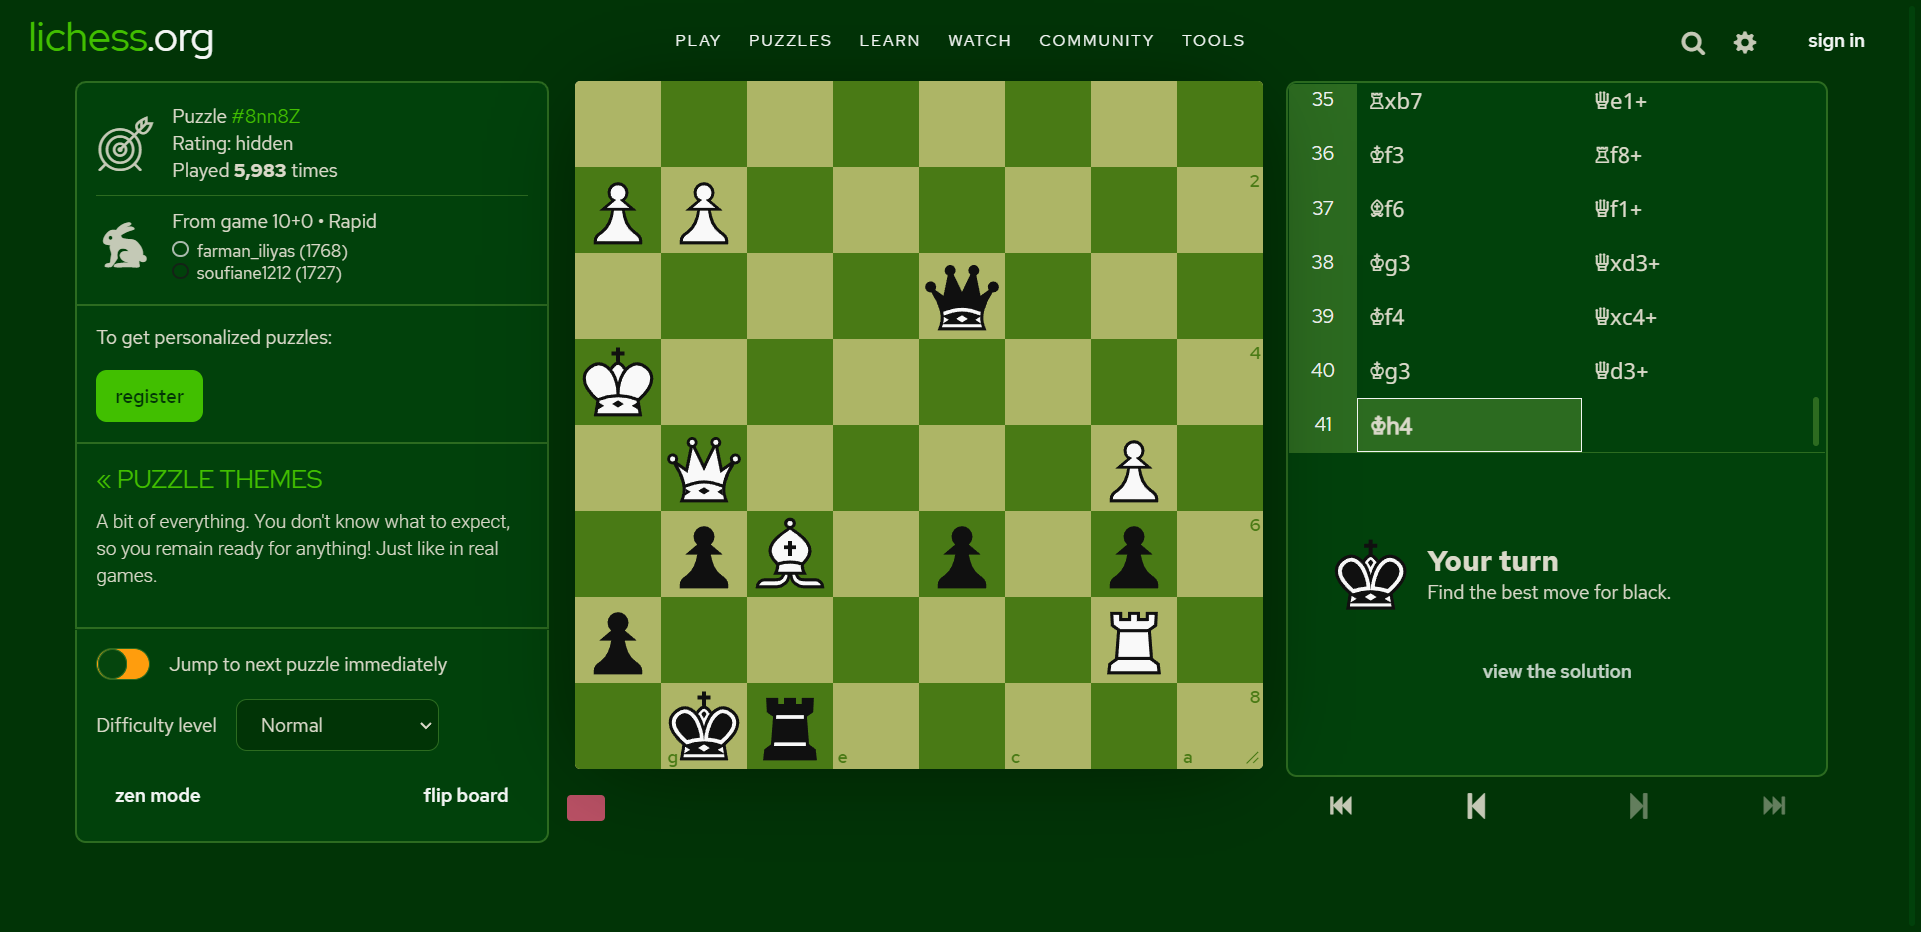 lichess.org
PLAY PUZZLES LEARN WATCH COMMUNITY TOOLS
sign in
Puzzle #8nn8Z
Rating: hidden
Played 5,983 times
From game 10+0 • Rapid
farman_iliyas (1768)
soufiane1212 (1727)
To get personalized puzzles:
register
« PUZZLE THEMES
A bit of everything. You don't know what to expect,
so you remain ready for anything! Just like in real
games.
Jump to next puzzle immediately
Difficulty level Normal
zen mode flip board
2
4
6
8
g e c a
35 ♖xb7 ♕e1+
36 ♔f3 ♖f8+
37 ♗f6 ♕f1+
38 ♔g3 ♕xd3+
39 ♔f4 ♕xc4+
40 ♔g3 ♕d3+
41 ♔h4
Your turn
Find the best move for black.
view the solution